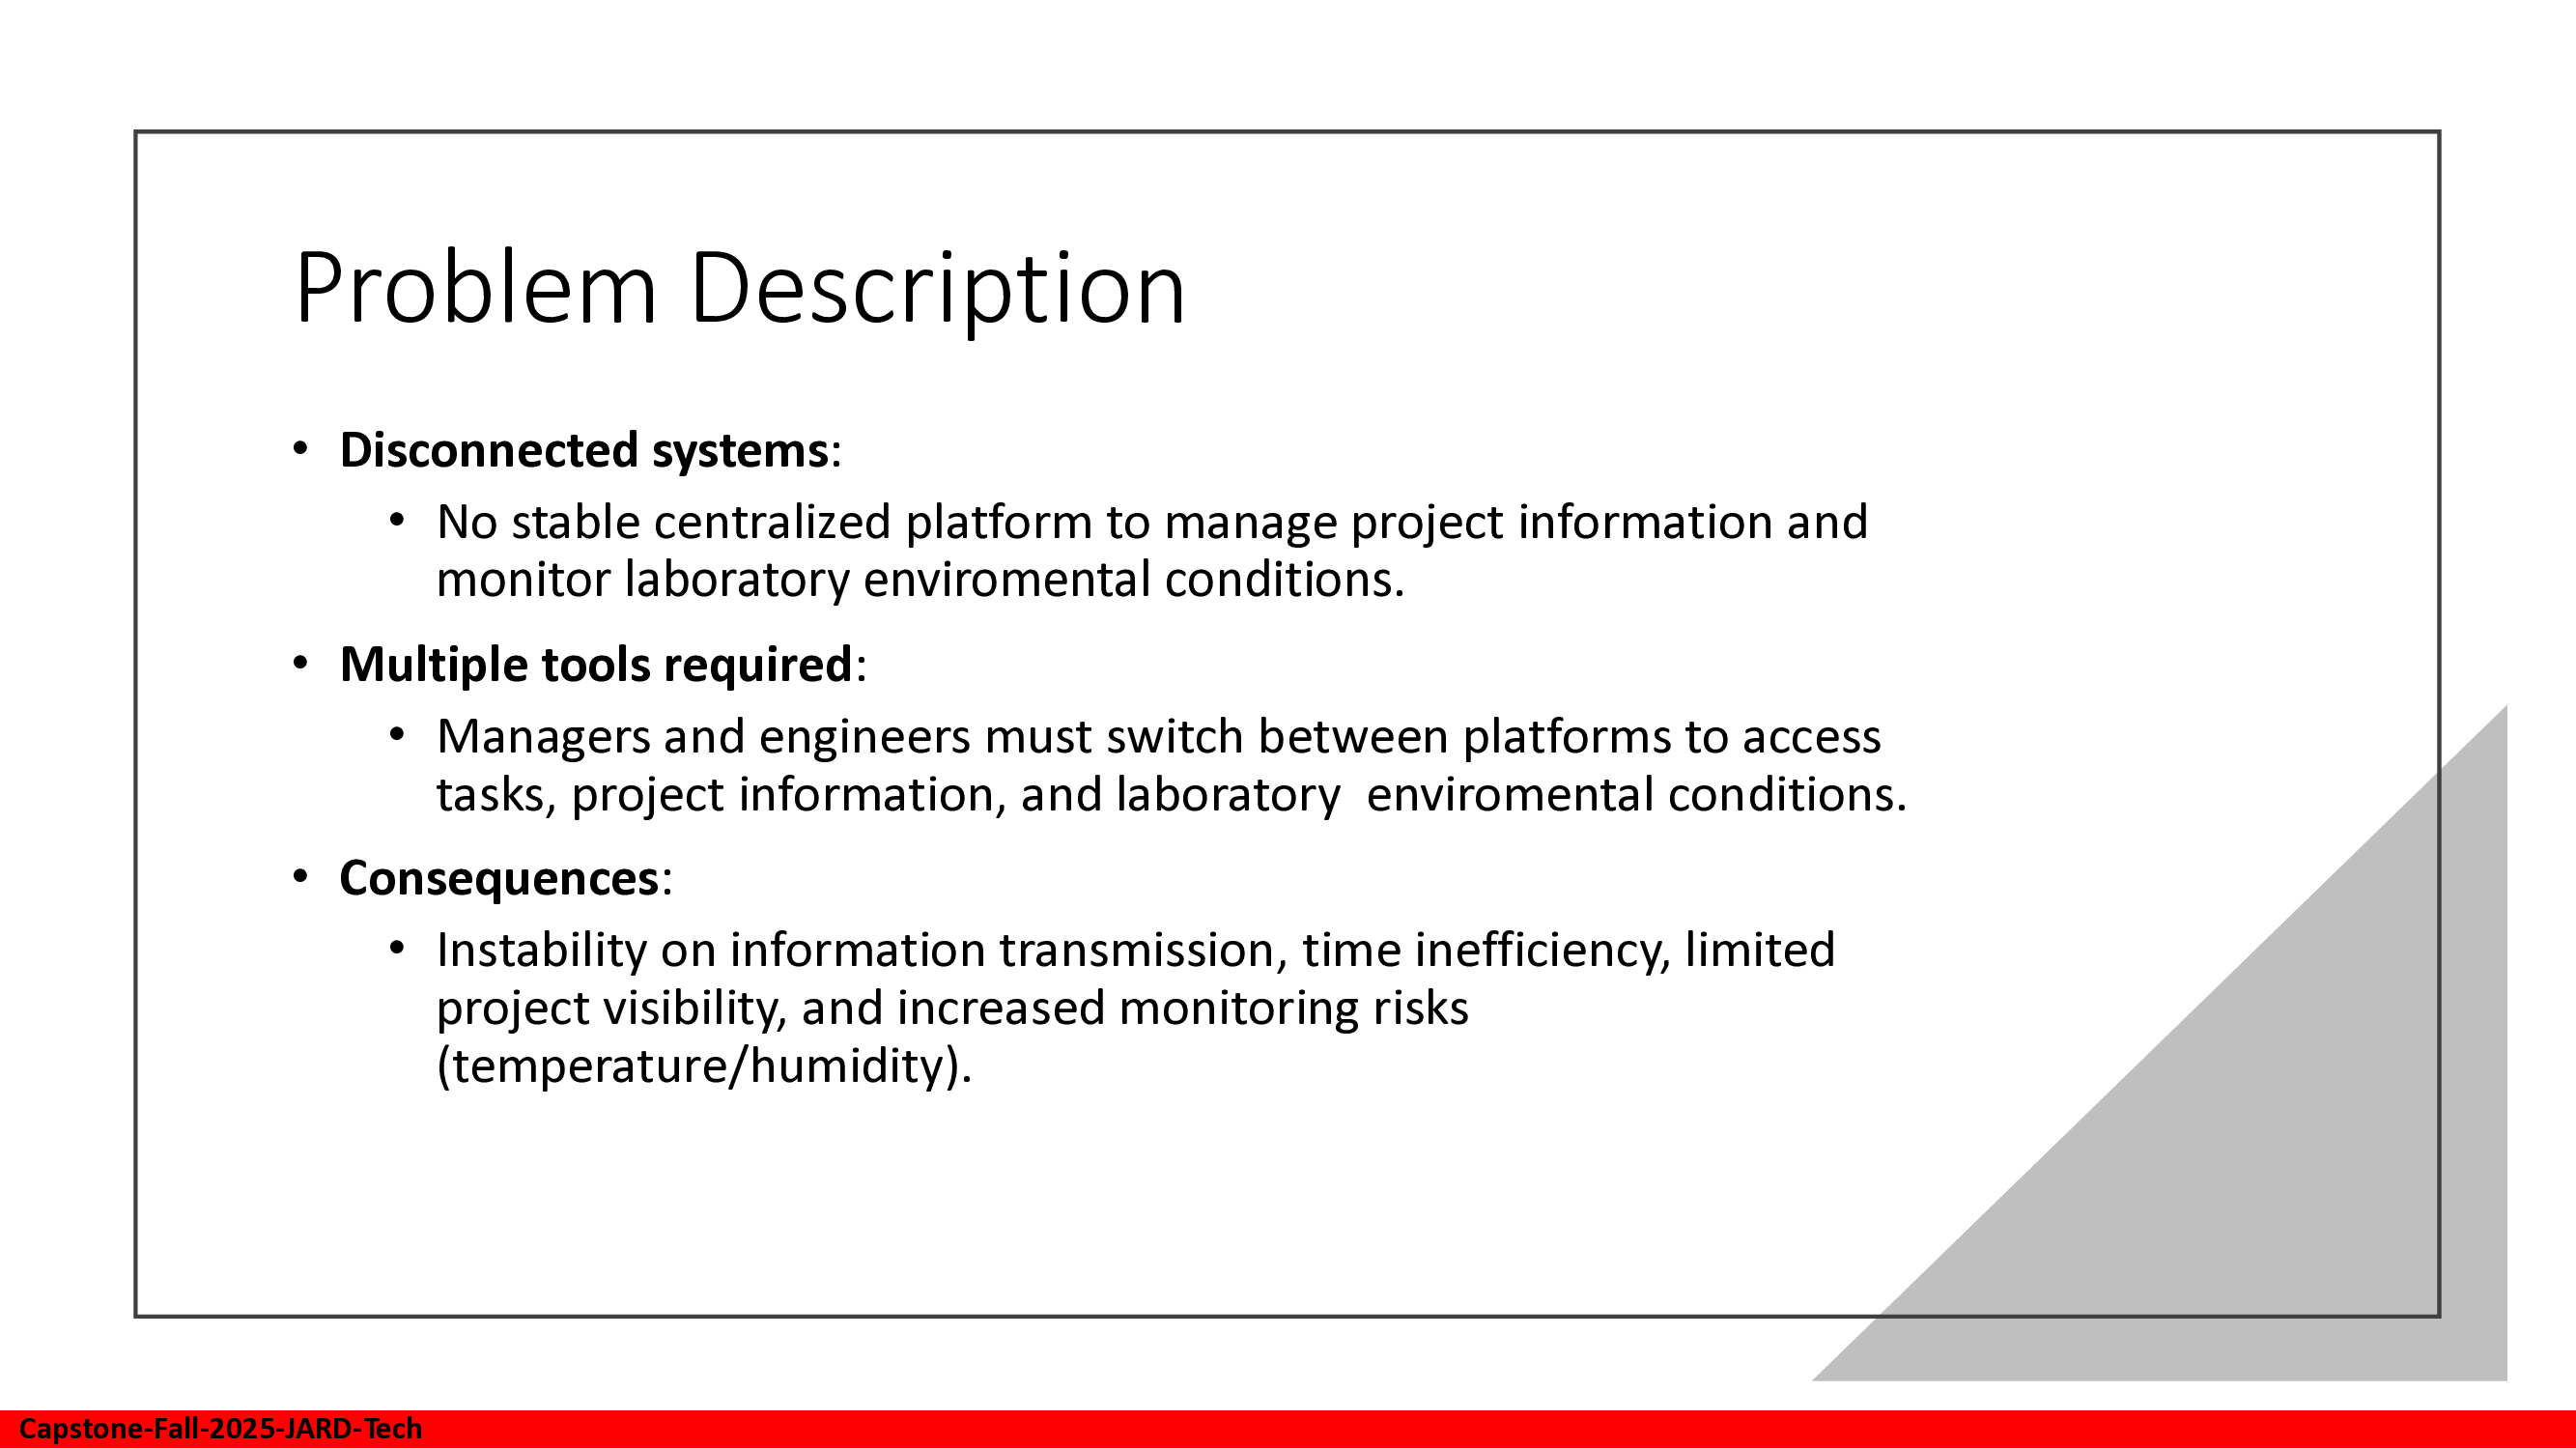 Problem Description
• Disconnected systems:
• No stable centralized platform to manage project information and
monitor laboratory enviromental conditions.
• Multiple tools required:
• Managers and engineers must switch between platforms to access
tasks, project information, and laboratory  enviromental conditions.
• Consequences:
• Instability on information transmission, time inefficiency, limited
project visibility, and increased monitoring risks
(temperature/humidity).
Capstone-Fall-2025-JARD-Tech